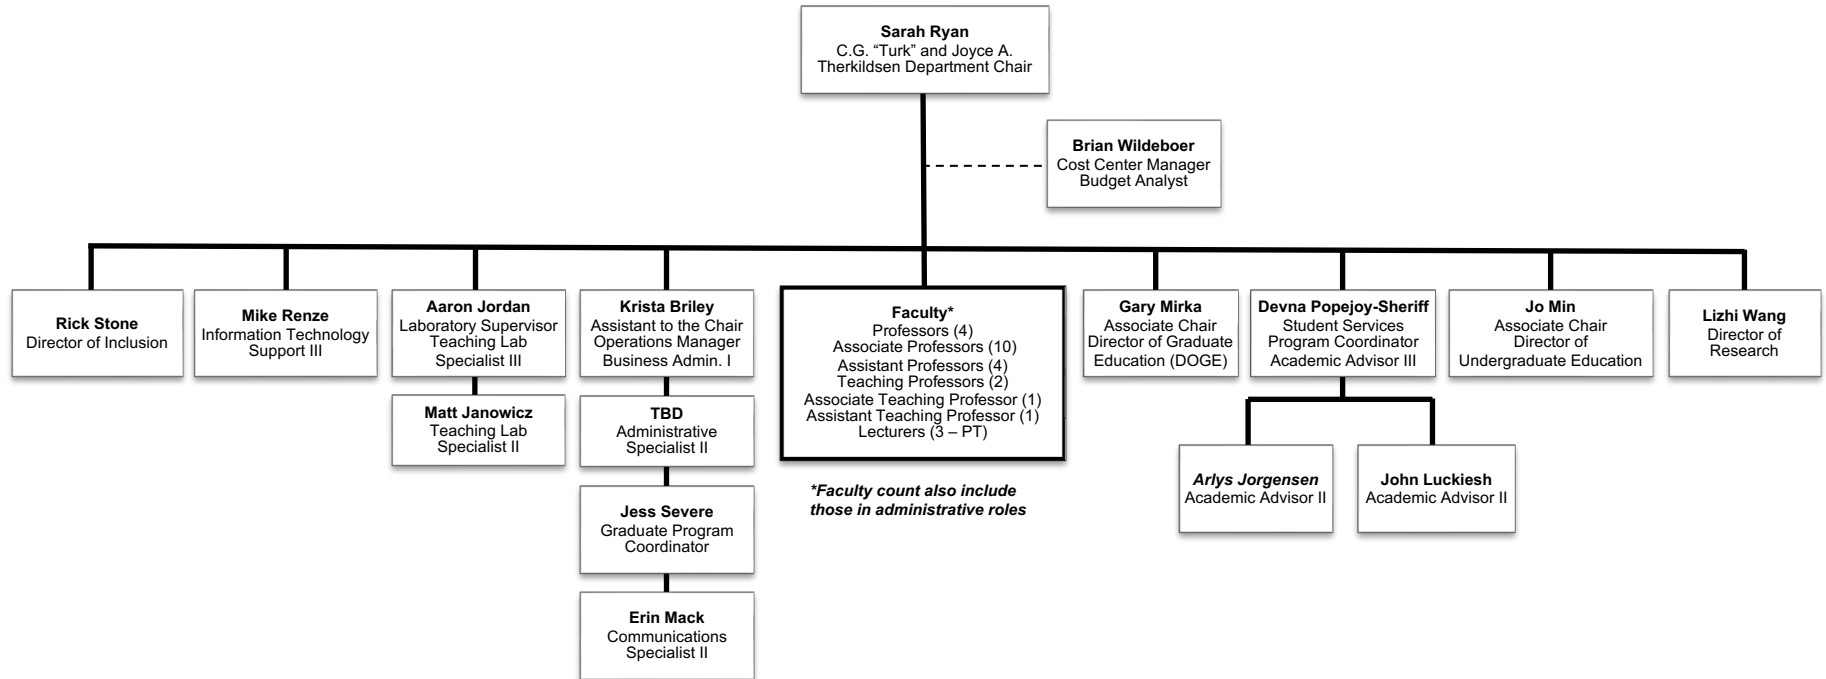 Sarah Ryan
C.G. “Turk” and Joyce A.
Therkildsen Department Chair
Brian Wildeboer
Cost Center Manager
Budget Analyst
Rick Stone
Director of Inclusion
Mike Renze
Information Technology
Support III
Aaron Jordan
Laboratory Supervisor
Teaching Lab
Specialist III
Matt Janowicz
Teaching Lab
Specialist II
Krista Briley
Assistant to the Chair
Operations Manager
Business Admin. I
TBD
Administrative
Specialist II
Jess Severe
Graduate Program
Coordinator
Erin Mack
Communications
Specialist II
Faculty*
Professors (4)
Associate Professors (10)
Assistant Professors (4)
Teaching Professors (2)
Associate Teaching Professor (1)
Assistant Teaching Professor (1)
Lecturers (3 – PT)
*Faculty count also include
those in administrative roles
Gary Mirka
Associate Chair
Director of Graduate
Education (DOGE)
Devna Popejoy-Sheriff
Student Services
Program Coordinator
Academic Advisor III
Arlys Jorgensen
Academic Advisor II
John Luckiesh
Academic Advisor II
Jo Min
Associate Chair
Director of
Undergraduate Education
Lizhi Wang
Director of
Research